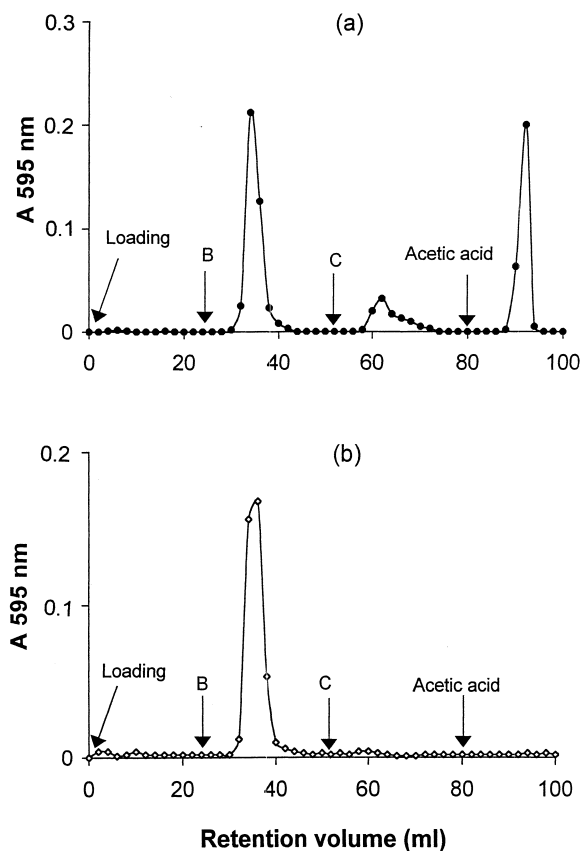 (a)
0.3
0.2
0.1
0
A 595 nm
Loading
B
C
Acetic acid
0 20 40 60 80 100
(b)
0.2
0.1
0
A 595 nm
Loading
B
C
Acetic acid
0 20 40 60 80 100
Retention volume (ml)